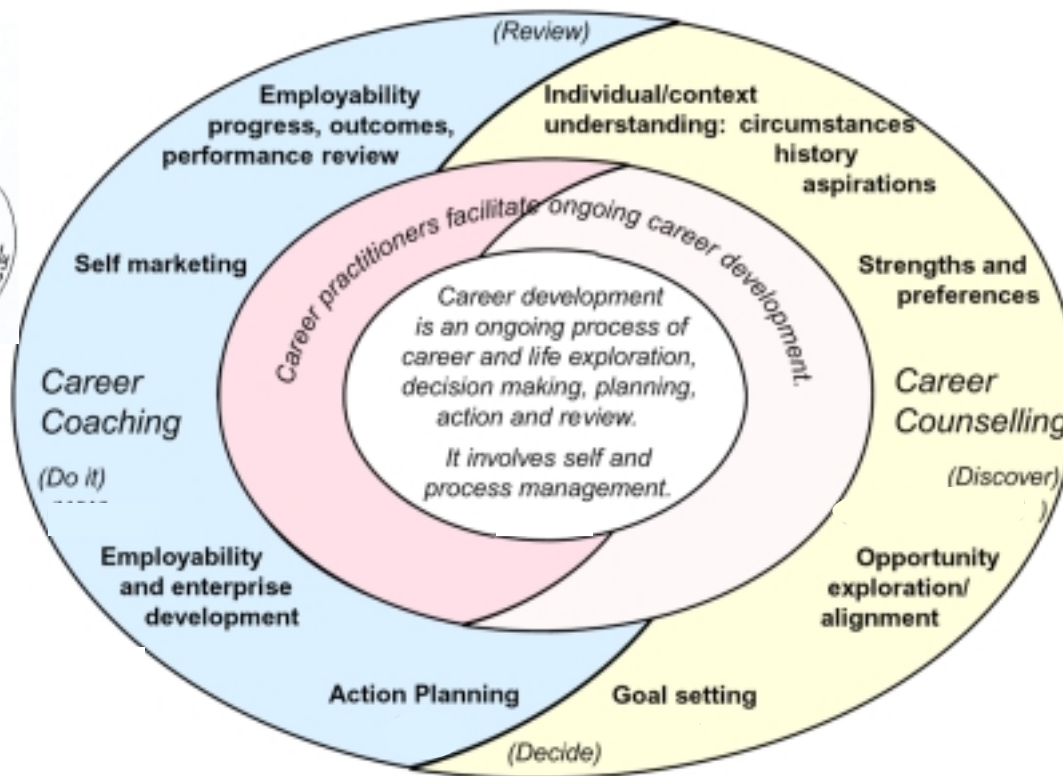 (Review)
Employability
progress, outcomes,
performance review
Individual/context
understanding: circumstances
history
aspirations
Self marketing
Strengths and
preferences
Career practitioners facilitate ongoing career development.
Career development
is an ongoing process of
career and life exploration,
decision making, planning,
action and review.
It involves self and
process management.
Career
Coaching
(Do it)
Career
Counselling
(Discover)
)
Employability
and enterprise
development
Opportunity
exploration/
alignment
Action Planning
Goal setting
(Decide)